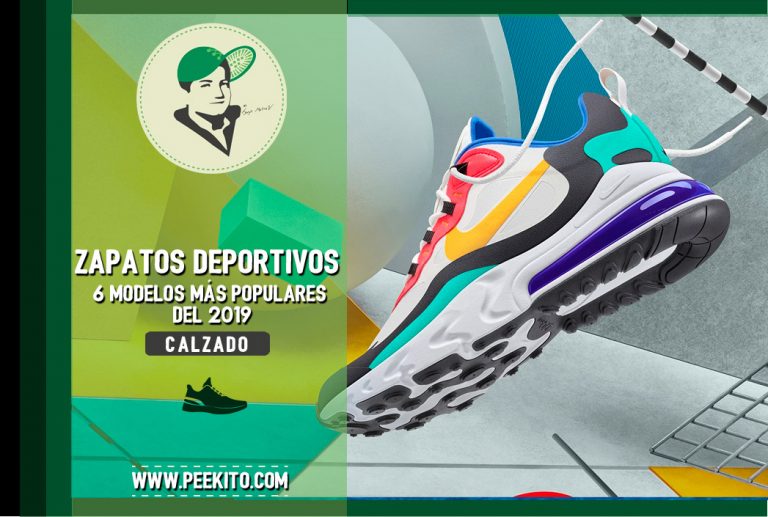 ZAPATOS DEPORTIVOS
6 MODELOS MÁS POPULARES
DEL 2019
CALZADO
WWW.PEEKITO.COM